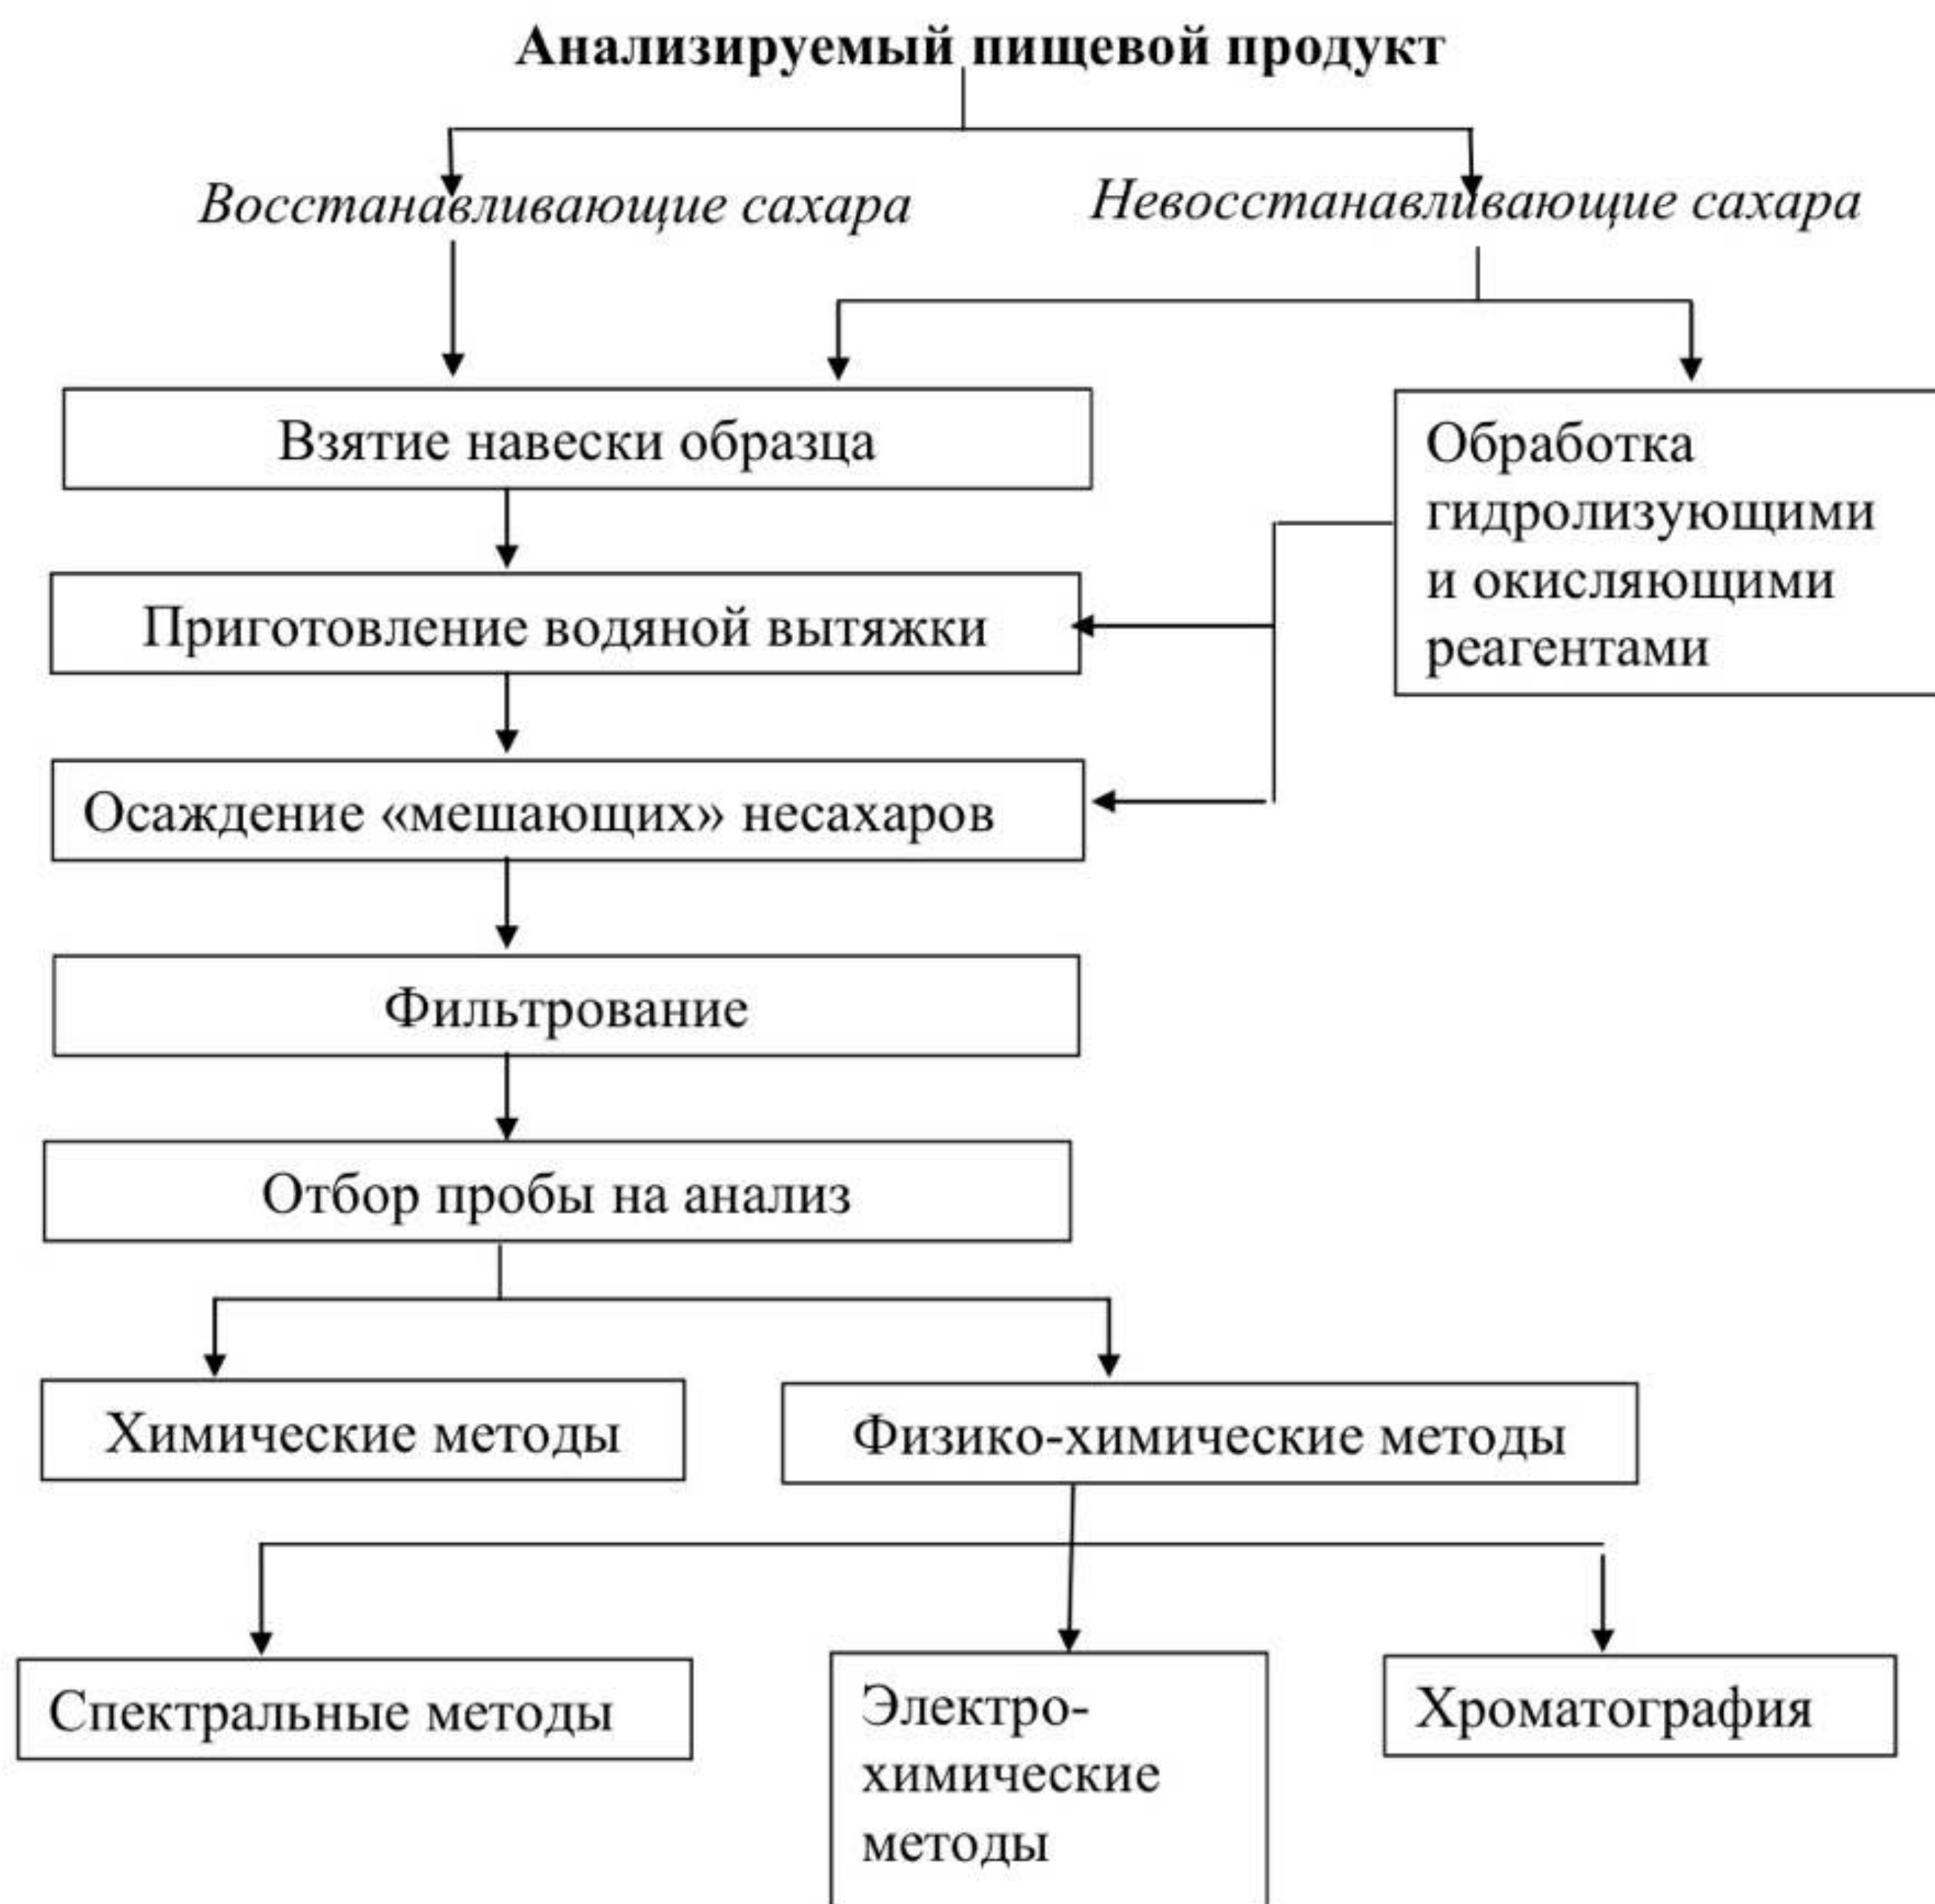 Анализируемый пищевой продукт
Восстанавливающие сахара
Невосстанавливающие сахара
Взятие навески образца
Обработка
гидролизующими
и окисляющими
реагентами
Приготовление водяной вытяжки
Осаждение «мешающих» несахаров
Фильтрование
Отбор пробы на анализ
Химические методы
Физико-химические методы
Спектральные методы
Электро-
химические
методы
Хроматография